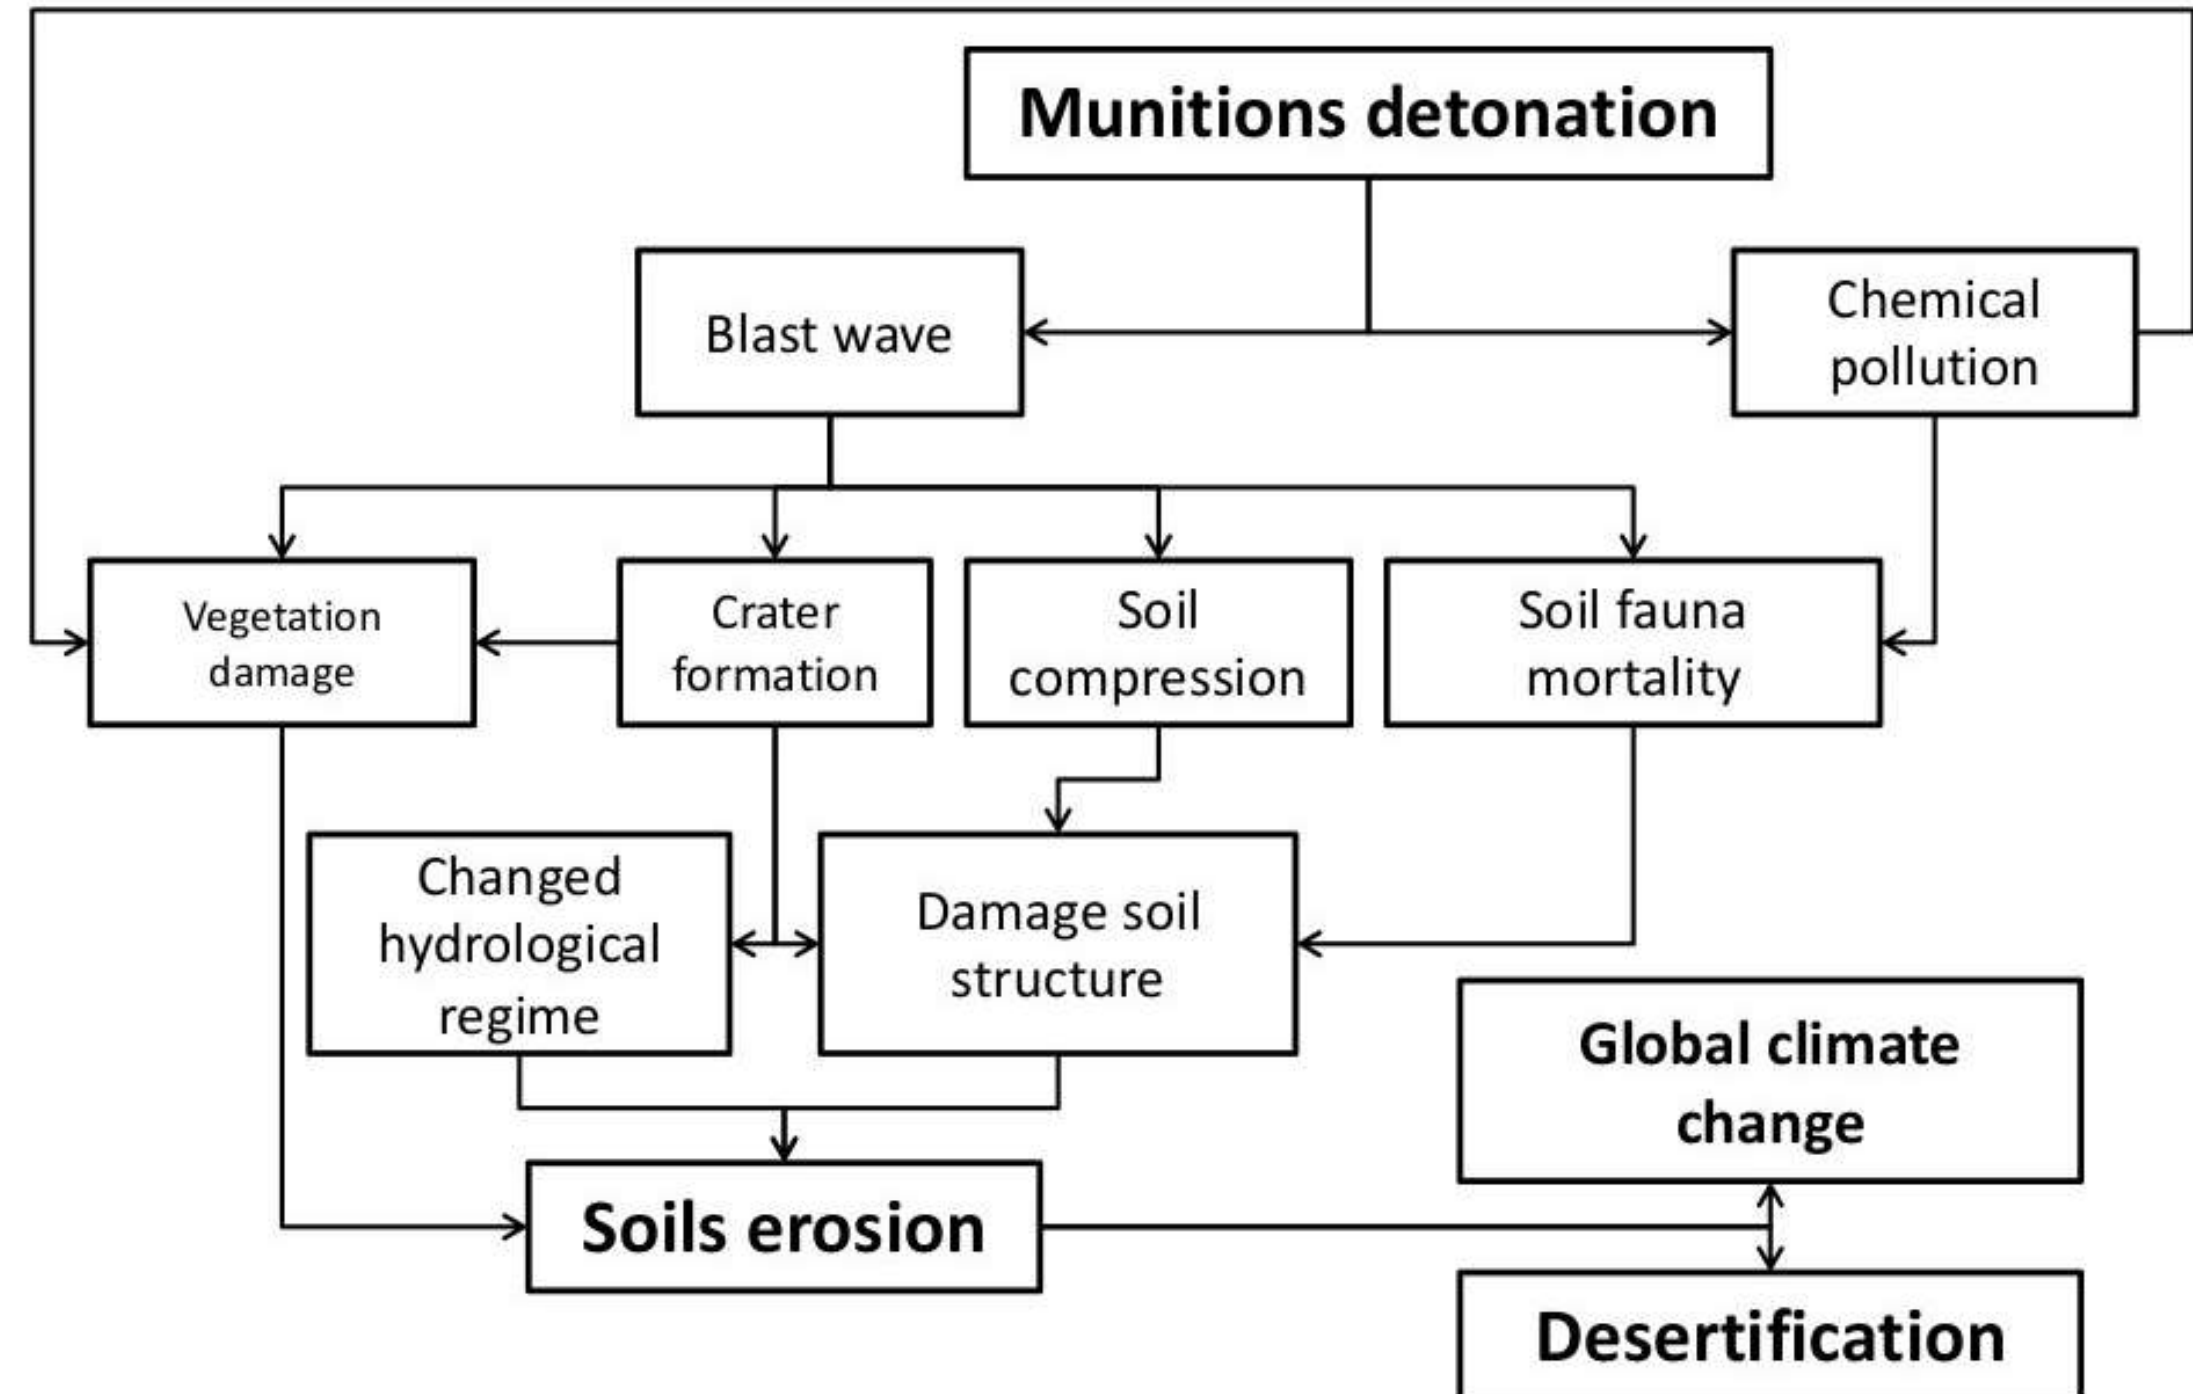 Munitions detonation
Blast wave
Chemical
pollution
Vegetation
damage
Crater
formation
Soil
compression
Soil fauna
mortality
Changed
hydrological
regime
Damage soil
structure
Global climate
change
Soils erosion
Desertification